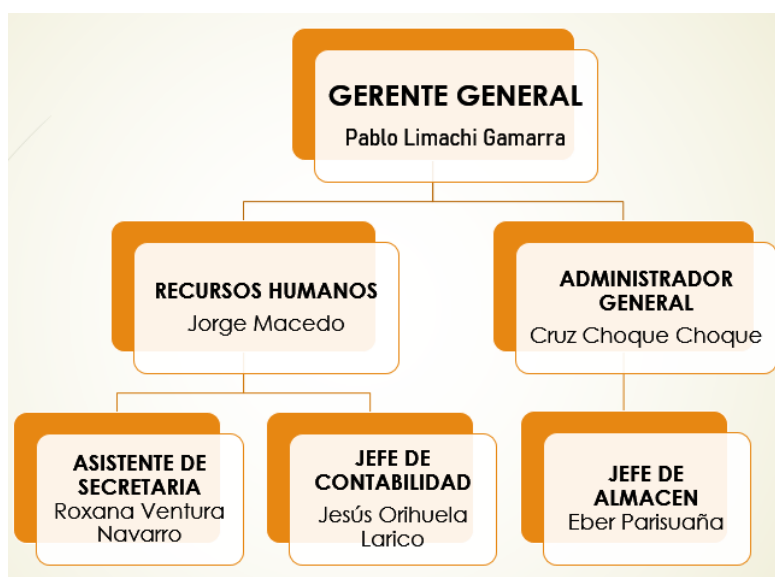 GERENTE GENERAL
Pablo Limachi Gamarra
RECURSOS HUMANOS
Jorge Macedo
ADMINISTRADOR
GENERAL
Cruz Choque Choque
ASISTENTE DE
SECRETARIA
Roxana Ventura
Navarro
JEFE DE
CONTABILIDAD
Jesús Orihuela
Larico
JEFE DE
ALMACEN
Eber Parisuaña